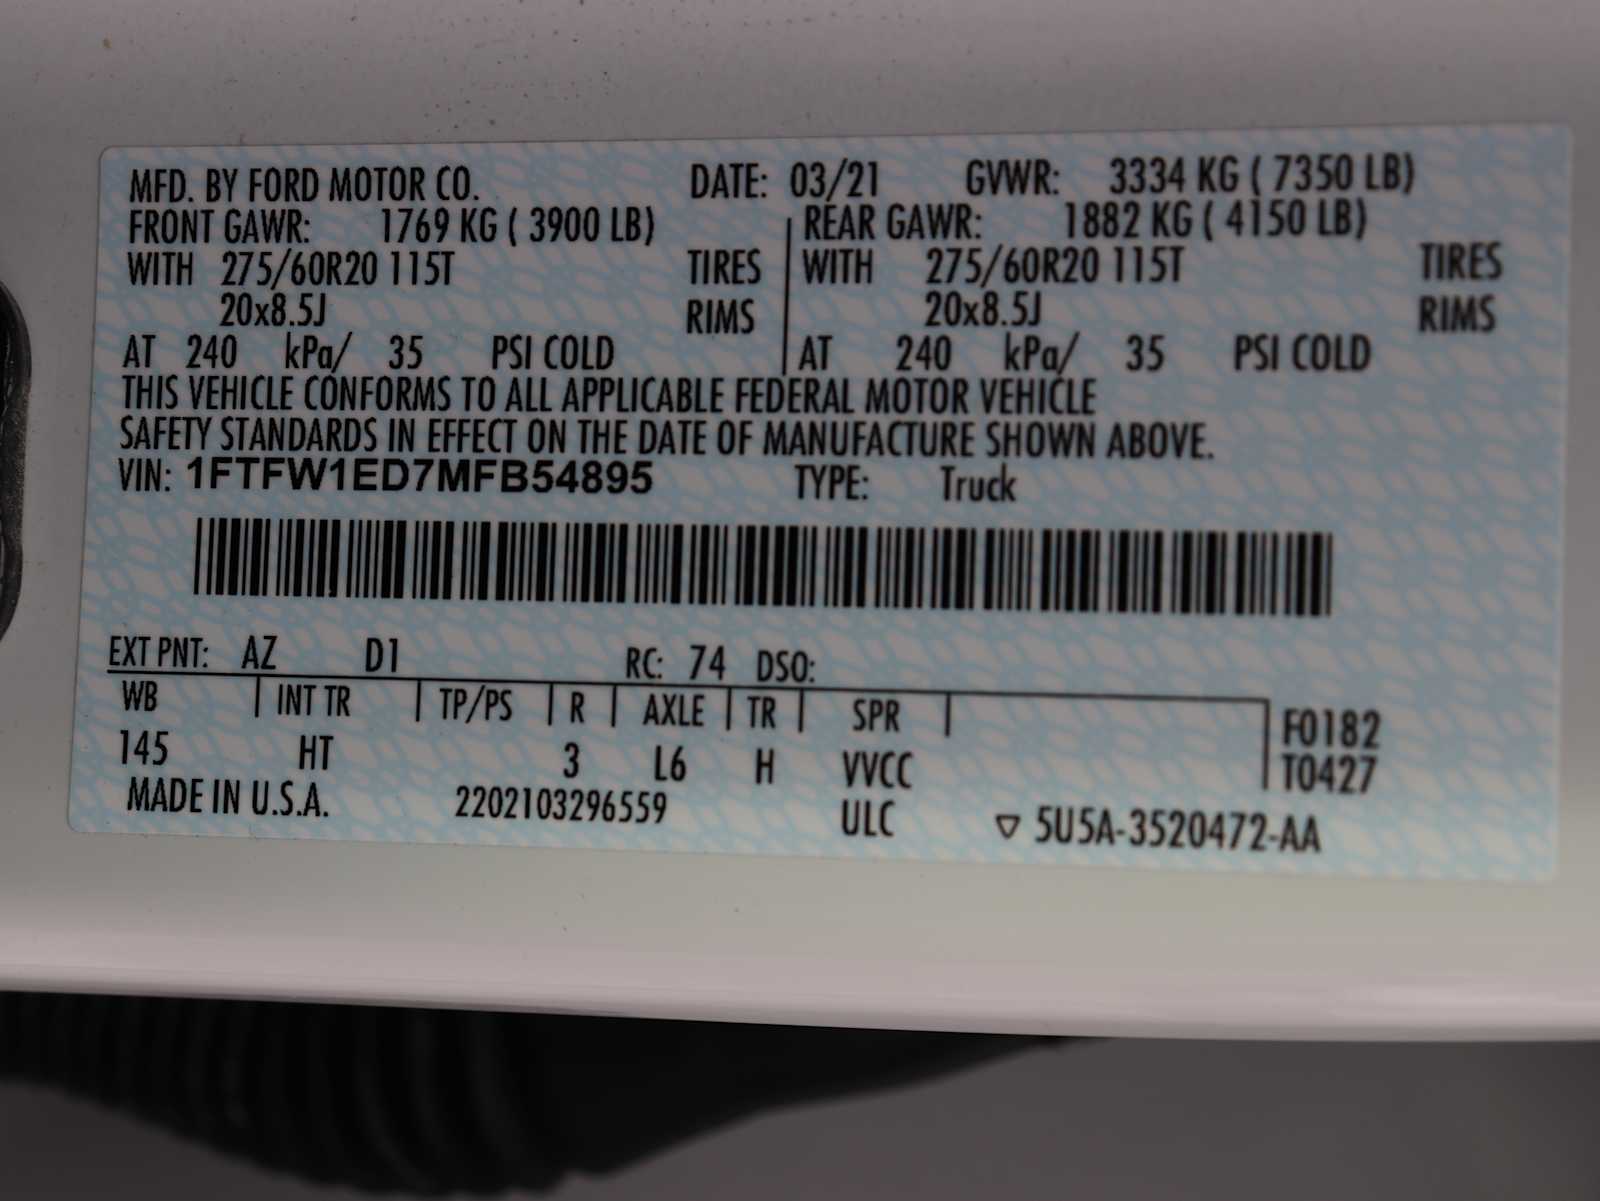 MFD. BY FORD MOTOR CO. DATE: 03/21 GVWR: 3334 KG ( 7350 LB)
FRONT GAWR: 1769 KG ( 3900 LB) REAR GAWR: 1882 KG ( 4150 LB)
WITH 275/60R20 115T TIRES WITH 275/60R20 115T TIRES
20x8.5J RIMS 20x8.5J RIMS
AT 240 kPa/ 35 PSI COLD AT 240 kPa/ 35 PSI COLD
THIS VEHICLE CONFORMS TO ALL APPLICABLE FEDERAL MOTOR VEHICLE
SAFETY STANDARDS IN EFFECT ON THE DATE OF MANUFACTURE SHOWN ABOVE.
VIN: 1FTFW1ED7MFB54895 TYPE: Truck
EXT PNT: AZ D1 RC: 74 DSO:
WB INT TR TP/PS R AXLE TR SPR F0182
145 HT 3 L6 H VVCC T0427
MADE IN U.S.A. 2202103296559 ULC ▽ 5U5A-3520472-AA